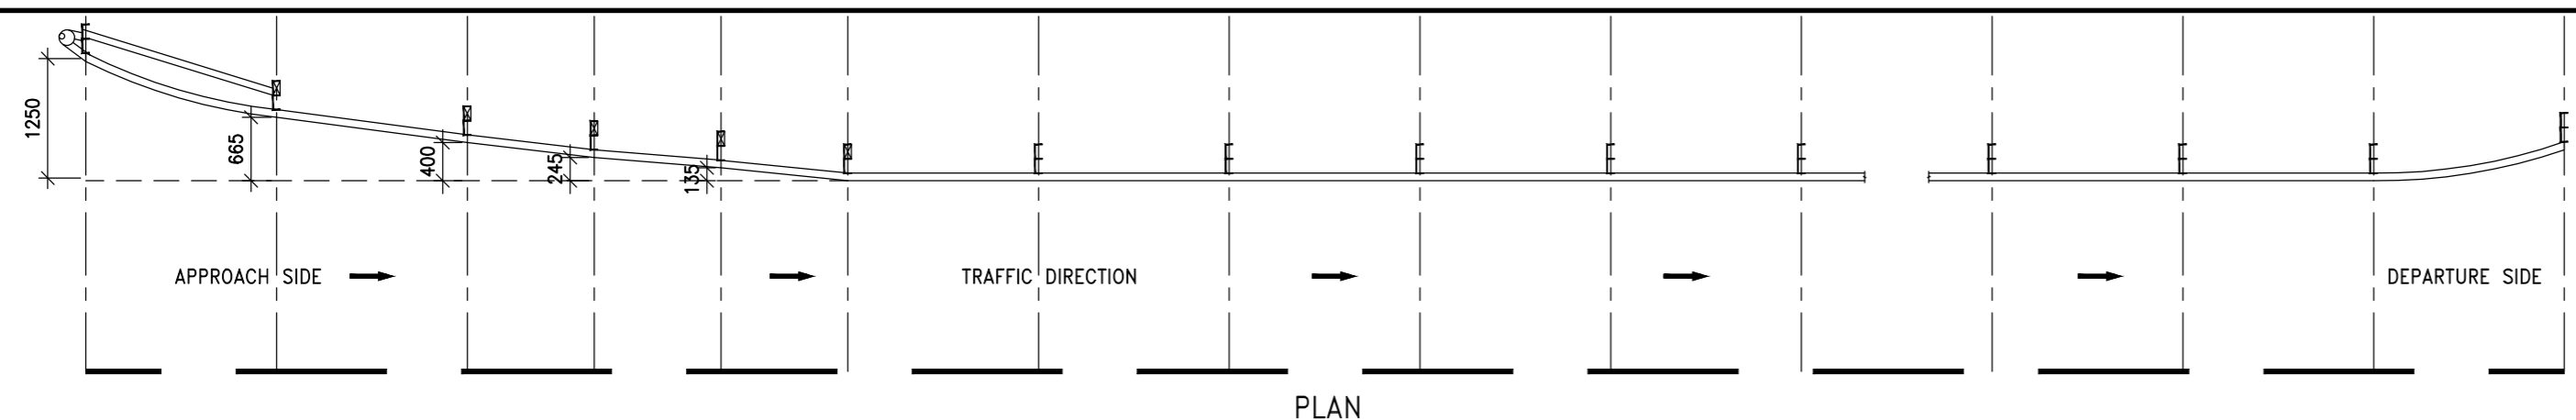 1250
665
400
245
135
APPROACH SIDE
TRAFFIC DIRECTION
DEPARTURE SIDE
PLAN